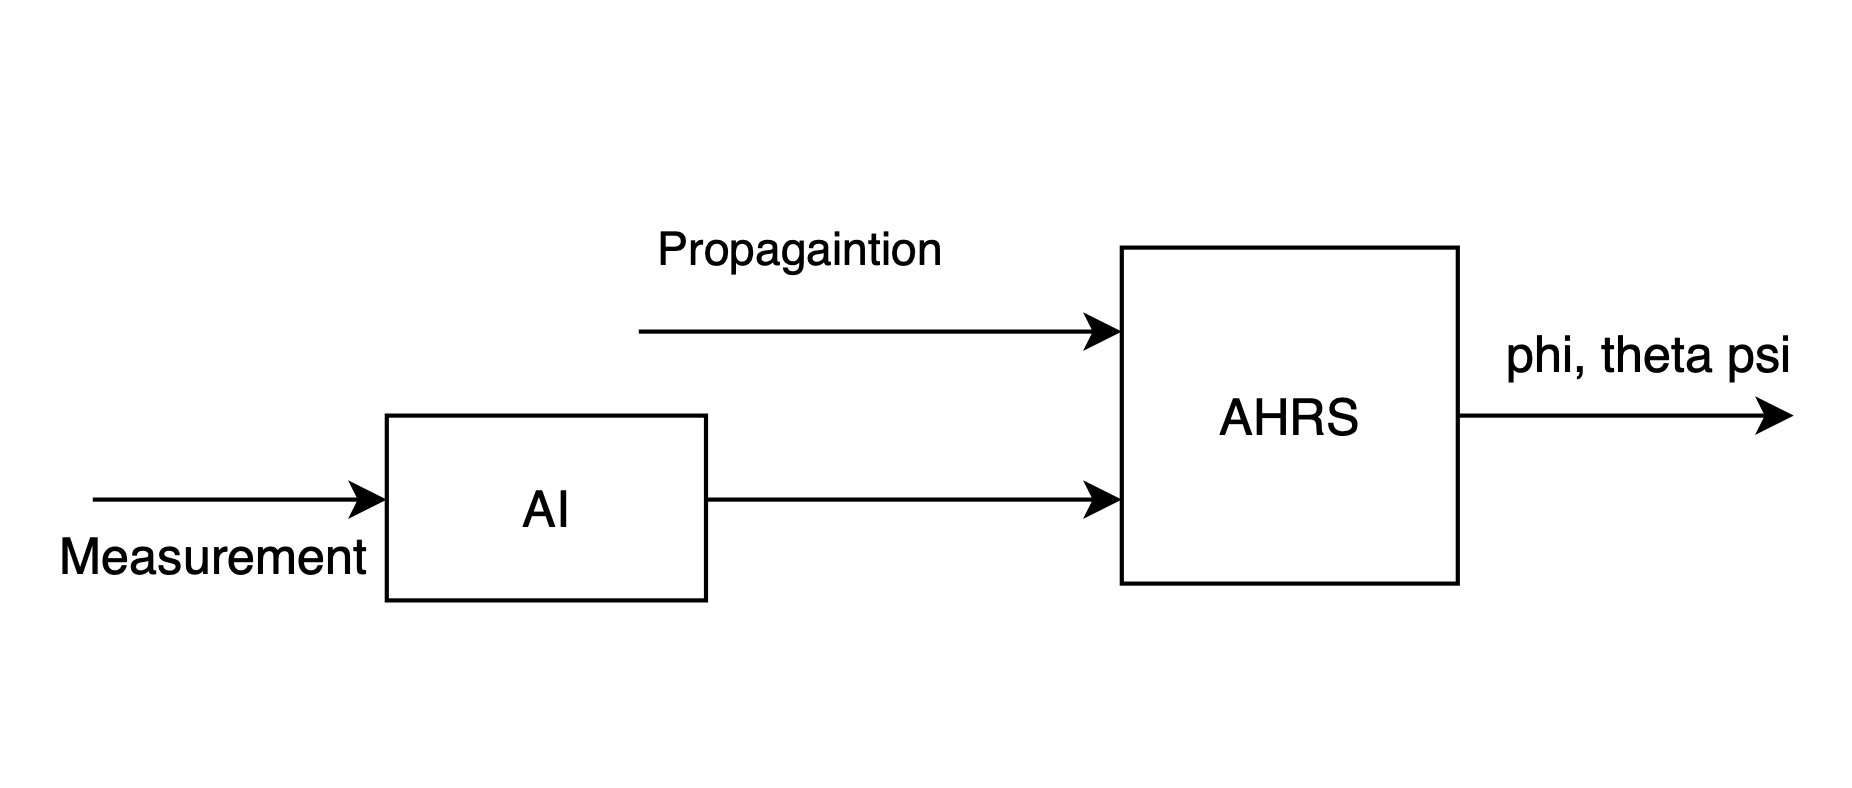 Propagaintion
phi, theta psi
AHRS
AI
Measurement